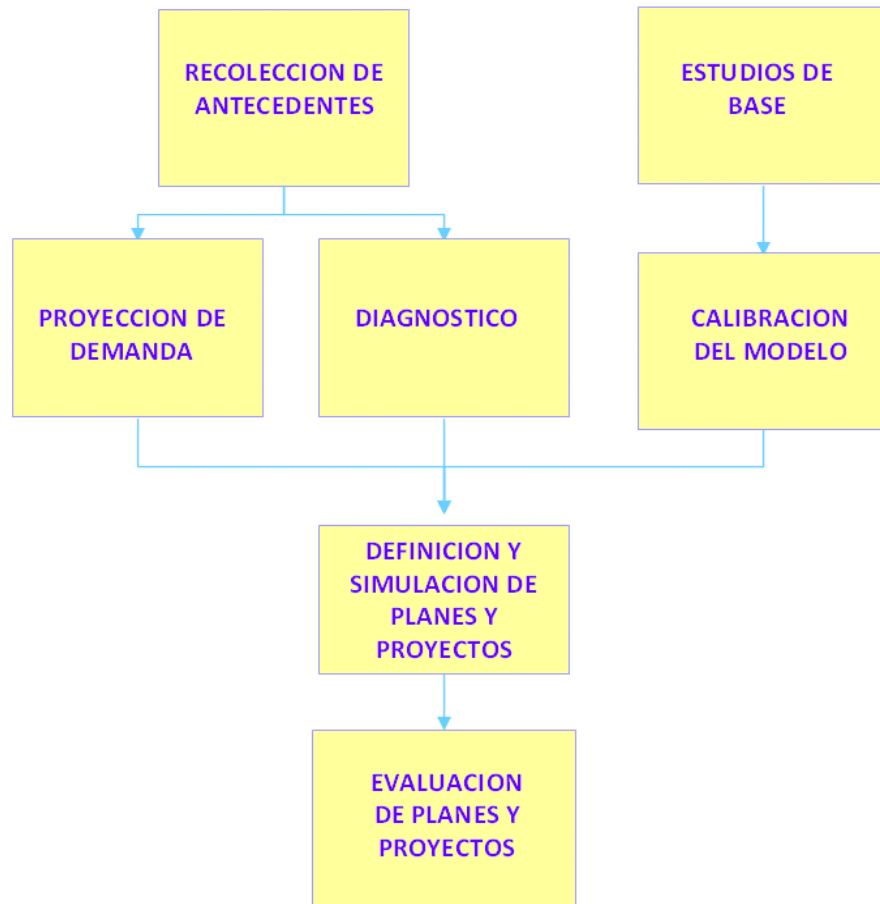 RECOLECCION DE
ANTECEDENTES
ESTUDIOS DE
BASE
PROYECCION DE
DEMANDA
DIAGNOSTICO
CALIBRACION
DEL MODELO
DEFINICION Y
SIMULACION DE
PLANES Y
PROYECTOS
EVALUACION
DE PLANES Y
PROYECTOS